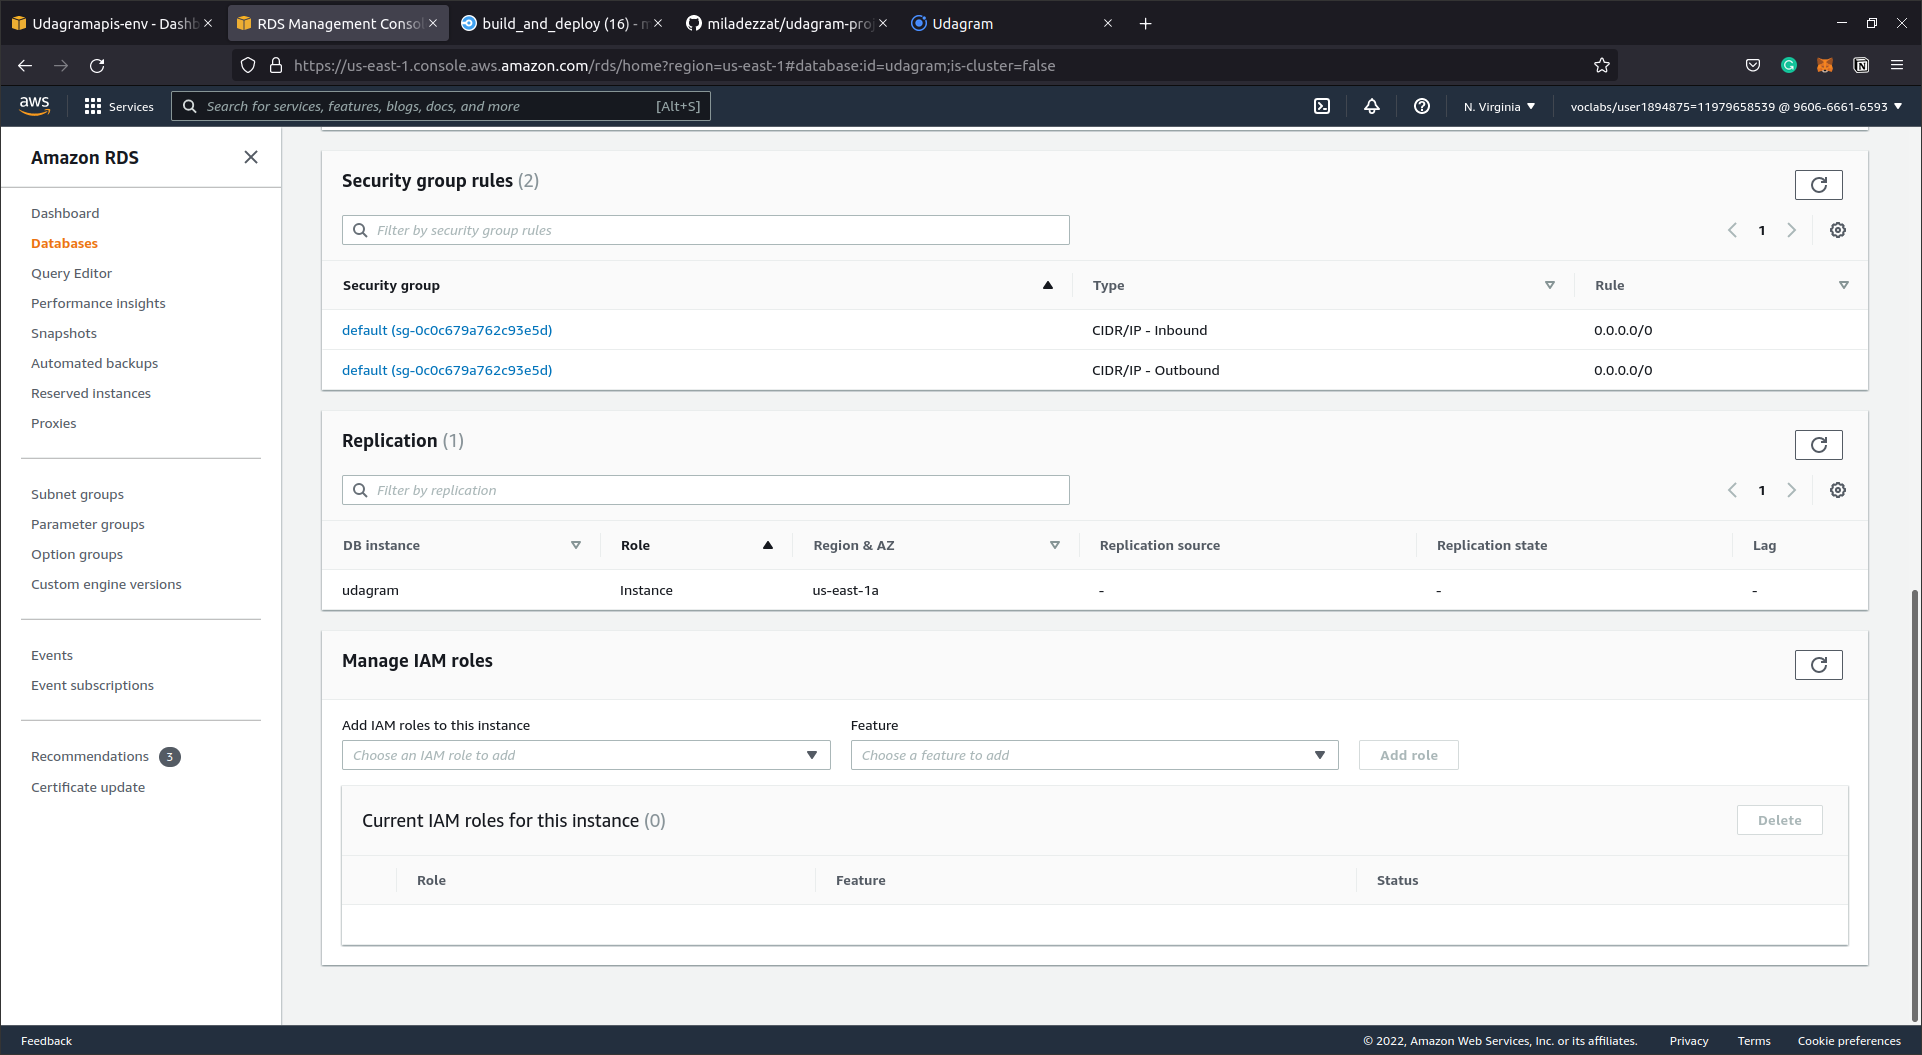 Udagramapis-env - Dashb
RDS Management Consol
build_and_deploy (16) - m
miladezzat/udagram-proj
Udagram
https://us-east-1.console.aws.amazon.com/rds/home?region=us-east-1#database:id=udagram;is-cluster=false
aws
Services
Search for services, features, blogs, docs, and more
[Alt+S]
N. Virginia
voclabs/user1894875=11979658539 @ 9606-6661-6593
Amazon RDS
Dashboard
Databases
Query Editor
Performance insights
Snapshots
Automated backups
Reserved instances
Proxies
Subnet groups
Parameter groups
Option groups
Custom engine versions
Events
Event subscriptions
Recommendations 3
Certificate update
Security group rules (2)
Filter by security group rules
1
Security group Type Rule
default (sg-0c0c679a762c93e5d) CIDR/IP - Inbound 0.0.0.0/0
default (sg-0c0c679a762c93e5d) CIDR/IP - Outbound 0.0.0.0/0
Replication (1)
Filter by replication
1
DB instance Role Region & AZ Replication source Replication state Lag
udagram Instance us-east-1a - - -
Manage IAM roles
Add IAM roles to this instance Feature
Choose an IAM role to add Choose a feature to add Add role
Current IAM roles for this instance (0) Delete
Role Feature Status
Feedback © 2022, Amazon Web Services, Inc. or its affiliates. Privacy Terms Cookie preferences